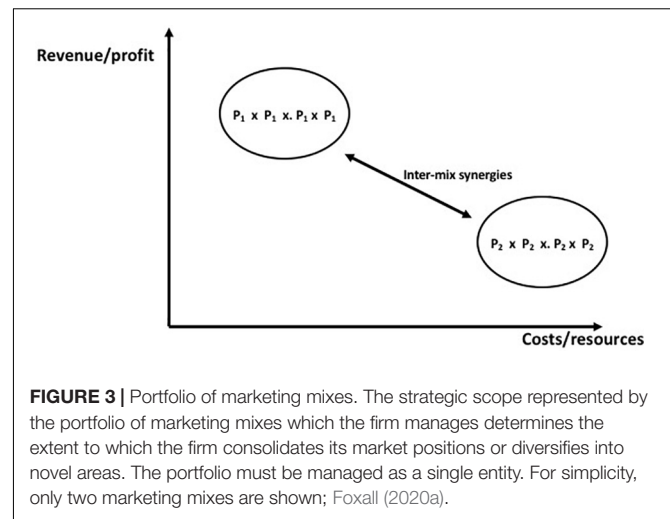 Revenue/profit
P₁ x P₁ x. P₁ x P₁
Inter-mix synergies
P₂ x P₂ x. P₂ x P₂
Costs/resources
FIGURE 3 | Portfolio of marketing mixes. The strategic scope represented by
the portfolio of marketing mixes which the firm manages determines the
extent to which the firm consolidates its market positions or diversifies into
novel areas. The portfolio must be managed as a single entity. For simplicity,
only two marketing mixes are shown; Foxall (2020a).